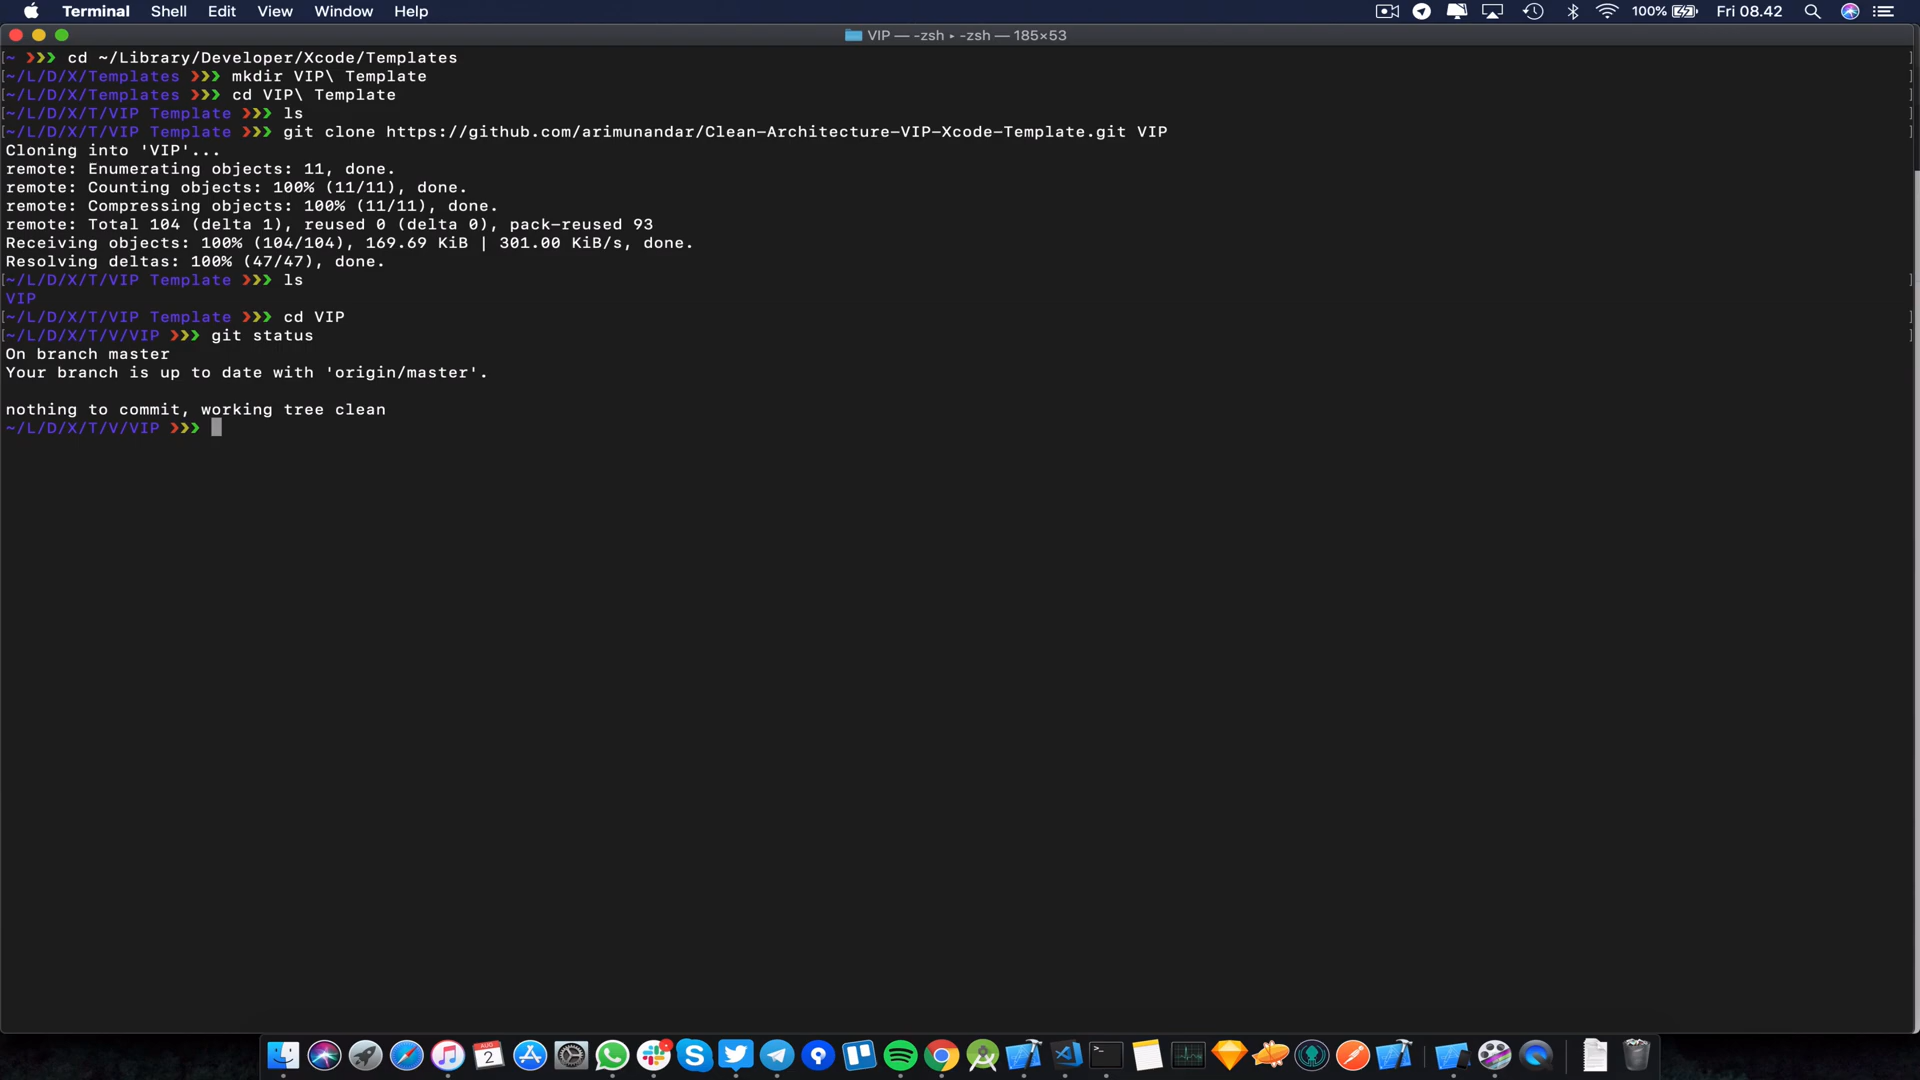 Terminal Shell Edit View Window Help 100% Fri 08.42
VIP — -zsh ▸ -zsh — 185×53
[~ ❯❯❯ cd ~/Library/Developer/Xcode/Templates ]
[~/L/D/X/Templates ❯❯❯ mkdir VIP\ Template ]
[~/L/D/X/Templates ❯❯❯ cd VIP\ Template ]
[~/L/D/X/T/VIP Template ❯❯❯ ls ]
[~/L/D/X/T/VIP Template ❯❯❯ git clone https://github.com/arimunandar/Clean-Architecture-VIP-Xcode-Template.git VIP ]
Cloning into 'VIP'...
remote: Enumerating objects: 11, done.
remote: Counting objects: 100% (11/11), done.
remote: Compressing objects: 100% (11/11), done.
remote: Total 104 (delta 1), reused 0 (delta 0), pack-reused 93
Receiving objects: 100% (104/104), 169.69 KiB | 301.00 KiB/s, done.
Resolving deltas: 100% (47/47), done.
[~/L/D/X/T/VIP Template ❯❯❯ ls ]
VIP
[~/L/D/X/T/VIP Template ❯❯❯ cd VIP ]
[~/L/D/X/T/V/VIP ❯❯❯ git status ]
On branch master
Your branch is up to date with 'origin/master'.
nothing to commit, working tree clean
~/L/D/X/T/V/VIP ❯❯❯
AUG
2